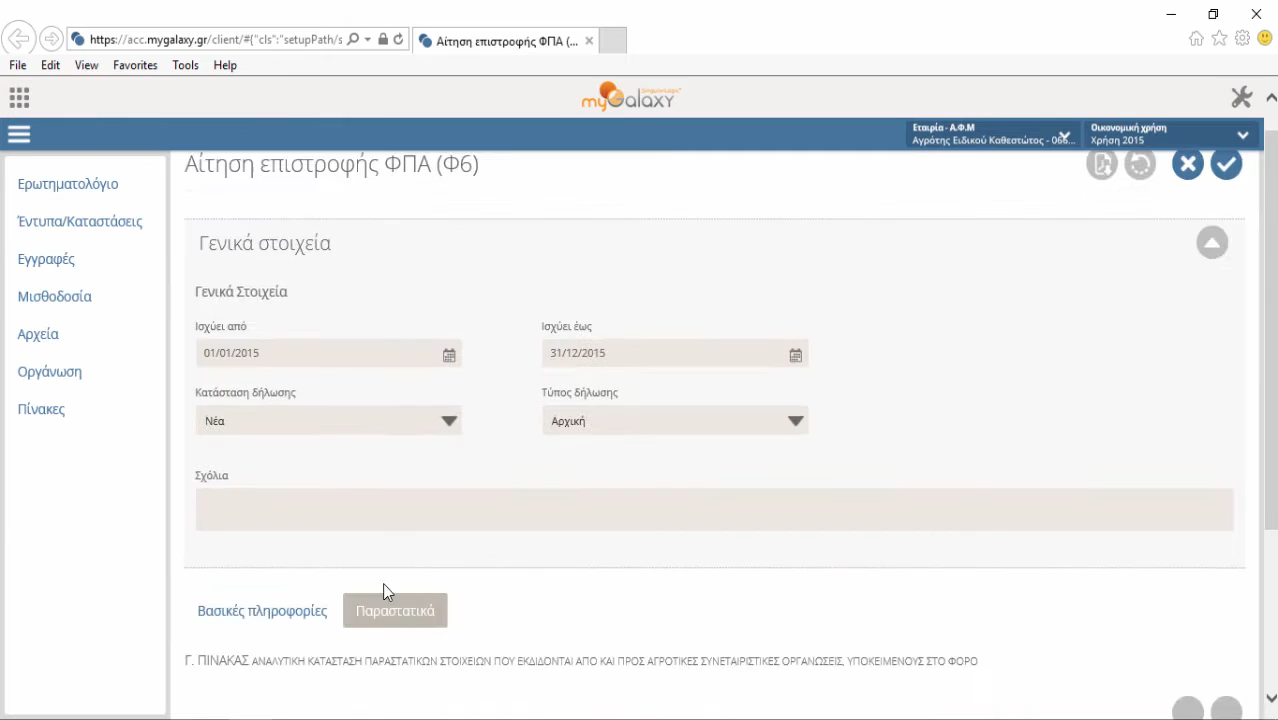 https://acc.mygalaxy.gr/client/#{"cls":"setupPath/s
Αίτηση επιστροφής ΦΠΑ (...
File Edit View Favorites Tools Help
SingularLogic
myGalaxy
Εταιρία - Α.Φ.Μ
Αγρότης Ειδικού Καθεστώτος - 066...
Οικονομική χρήση
Χρήση 2015
Ερωτηματολόγιο
Έντυπα/Καταστάσεις
Εγγραφές
Μισθοδοσία
Αρχεία
Οργάνωση
Πίνακες
Αίτηση επιστροφής ΦΠΑ (Φ6)
Γενικά στοιχεία
Γενικά Στοιχεία
Ισχύει από
Ισχύει έως
01/01/2015
31/12/2015
Κατάσταση δήλωσης
Τύπος δήλωσης
Νέα
Αρχική
Σχόλια
Βασικές πληροφορίες
Παραστατικά
Γ. ΠΙΝΑΚΑΣ ΑΝΑΛΥΤΙΚΗ ΚΑΤΑΣΤΑΣΗ ΠΑΡΑΣΤΑΤΙΚΩΝ ΣΤΟΙΧΕΙΩΝ ΠΟΥ ΕΚΔΙΔΟΝΤΑΙ ΑΠΟ ΚΑΙ ΠΡΟΣ ΑΓΡΟΤΙΚΕΣ ΣΥΝΕΤΑΙΡΙΣΤΙΚΕΣ ΟΡΓΑΝΩΣΕΙΣ, ΥΠΟΚΕΙΜΕΝΟΥΣ ΣΤΟ ΦΟΡΟ